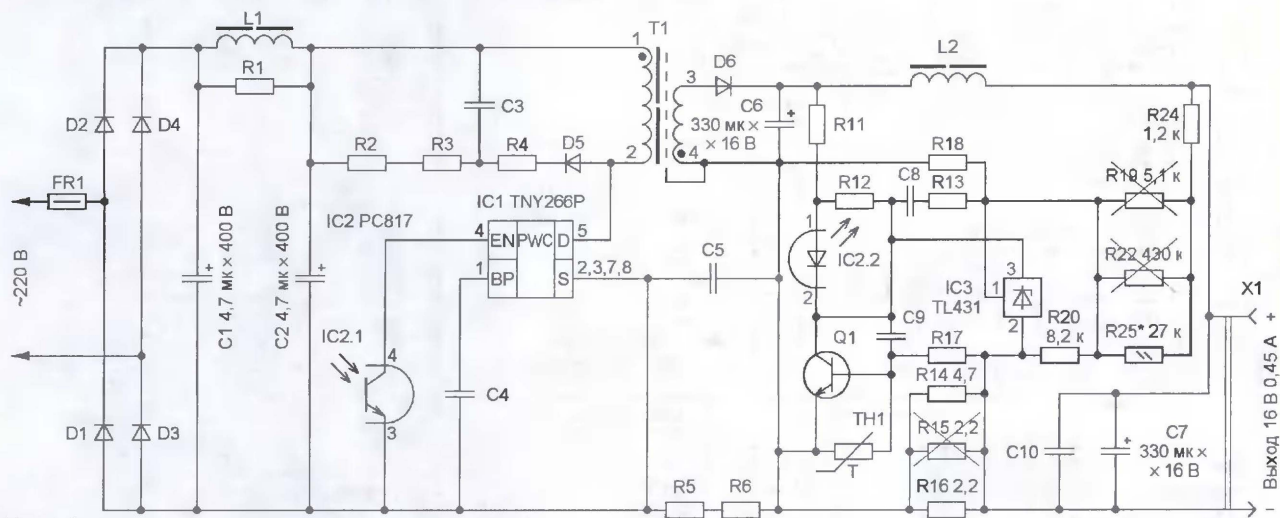 L1
T1
R1
1
2
3
4
D6
C6
330 мк ×
× 16 В
L2
R24
1,2 к
D2
D4
C3
R11
R2
R3
R4
D5
R18
R19 5,1 к
FR1
IC1 TNY266P
R12
C8
R13
IC2 PC817
4
EN
PWC
D
5
1
BP
S
2,3,7,8
C5
1
IC2.2
2
R22 430 к
~220 В
C1 4,7 мк × 400 В
C2 4,7 мк × 400 В
IC3
TL431
3
1
2
X1
+
IC2.1
4
3
C4
Q1
C9
R17
R20
8,2 к
R25* 27 к
R14 4,7
D1
D3
TH1
T
R15 2,2
C10
C7
330 мк ×
× 16 В
R5
R6
R16 2,2
–
Выход 16 В 0,45 А